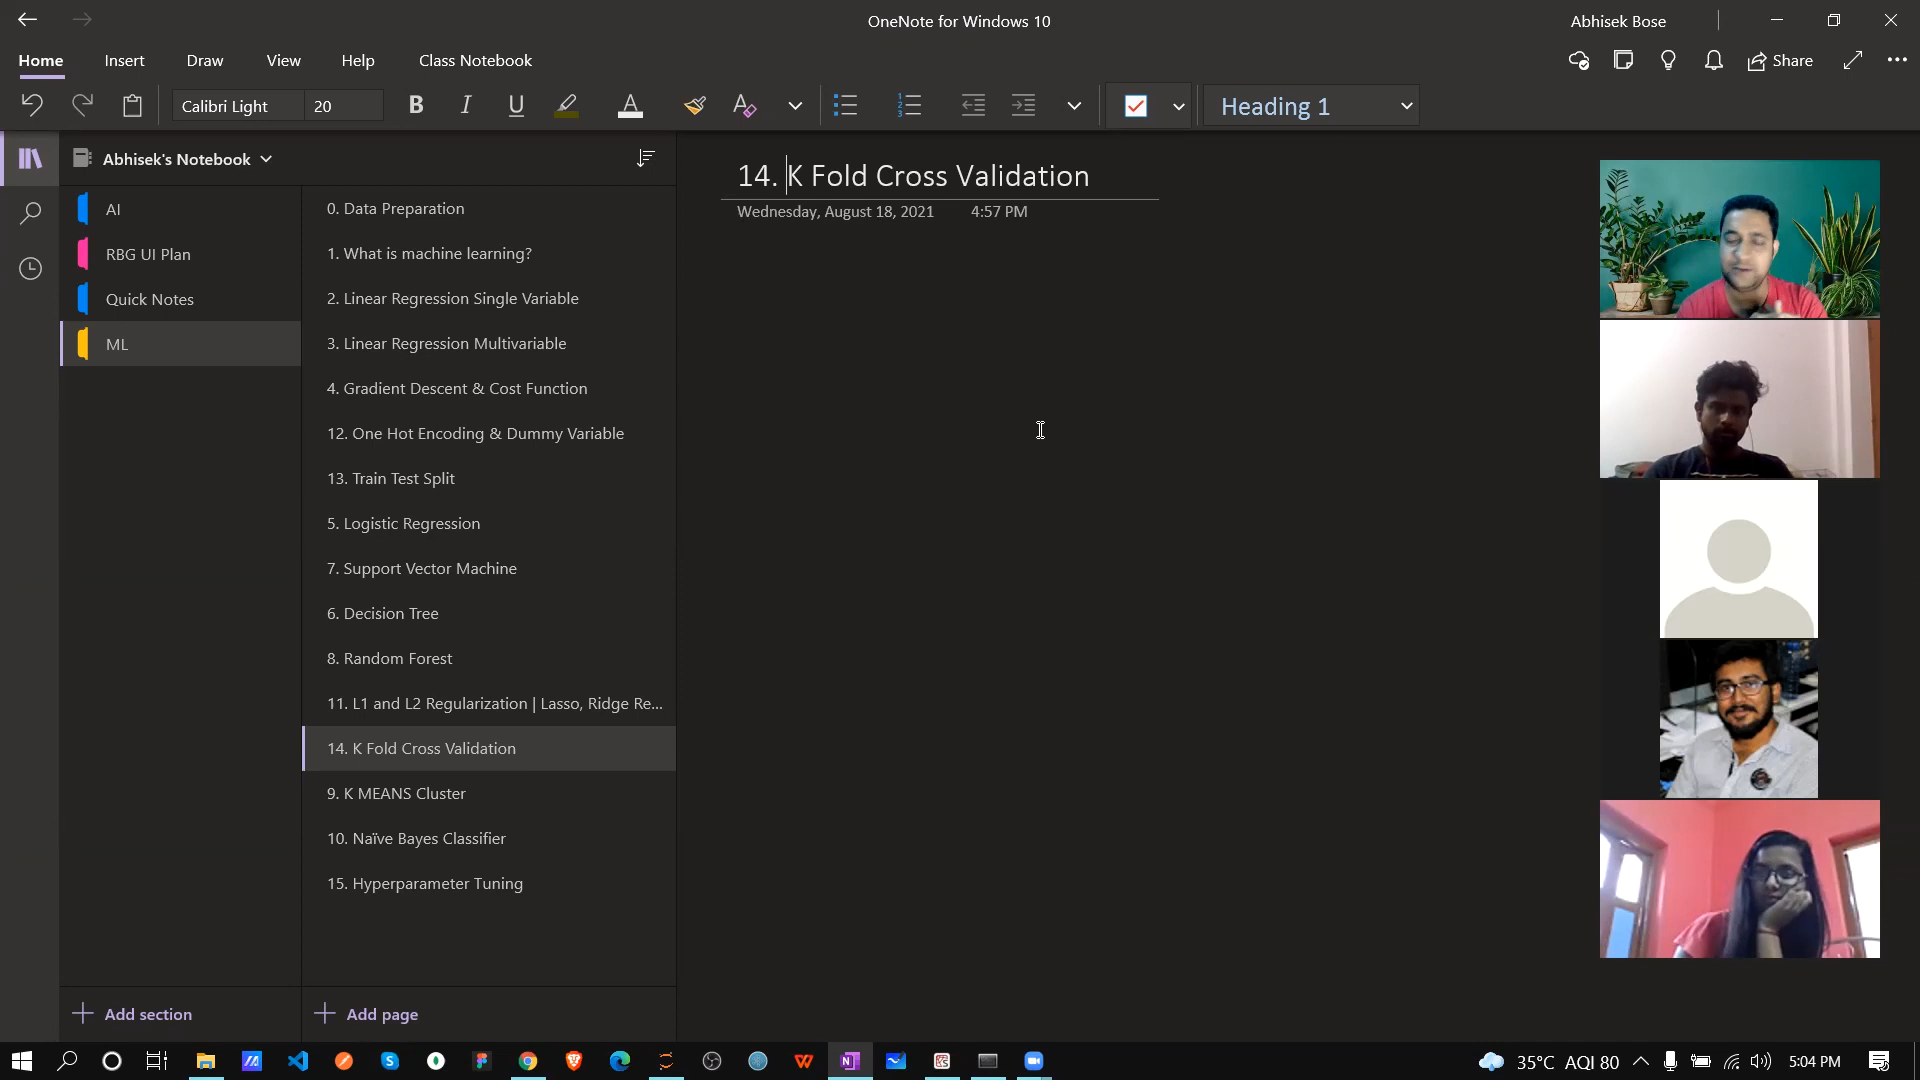 OneNote for Windows 10
Abhisek Bose
Home
Insert
Draw
View
Help
Class Notebook
Share
Calibri Light
20
B
I
U
A
A
Heading 1
Abhisek's Notebook
AI
RBG UI Plan
Quick Notes
ML
Add section
0. Data Preparation
1. What is machine learning?
2. Linear Regression Single Variable
3. Linear Regression Multivariable
4. Gradient Descent & Cost Function
12. One Hot Encoding & Dummy Variable
13. Train Test Split
5. Logistic Regression
7. Support Vector Machine
6. Decision Tree
8. Random Forest
11. L1 and L2 Regularization | Lasso, Ridge Re...
14. K Fold Cross Validation
9. K MEANS Cluster
10. Naïve Bayes Classifier
15. Hyperparameter Tuning
Add page
14. K Fold Cross Validation
Wednesday, August 18, 2021
4:57 PM
35°C AQI 80
5:04 PM